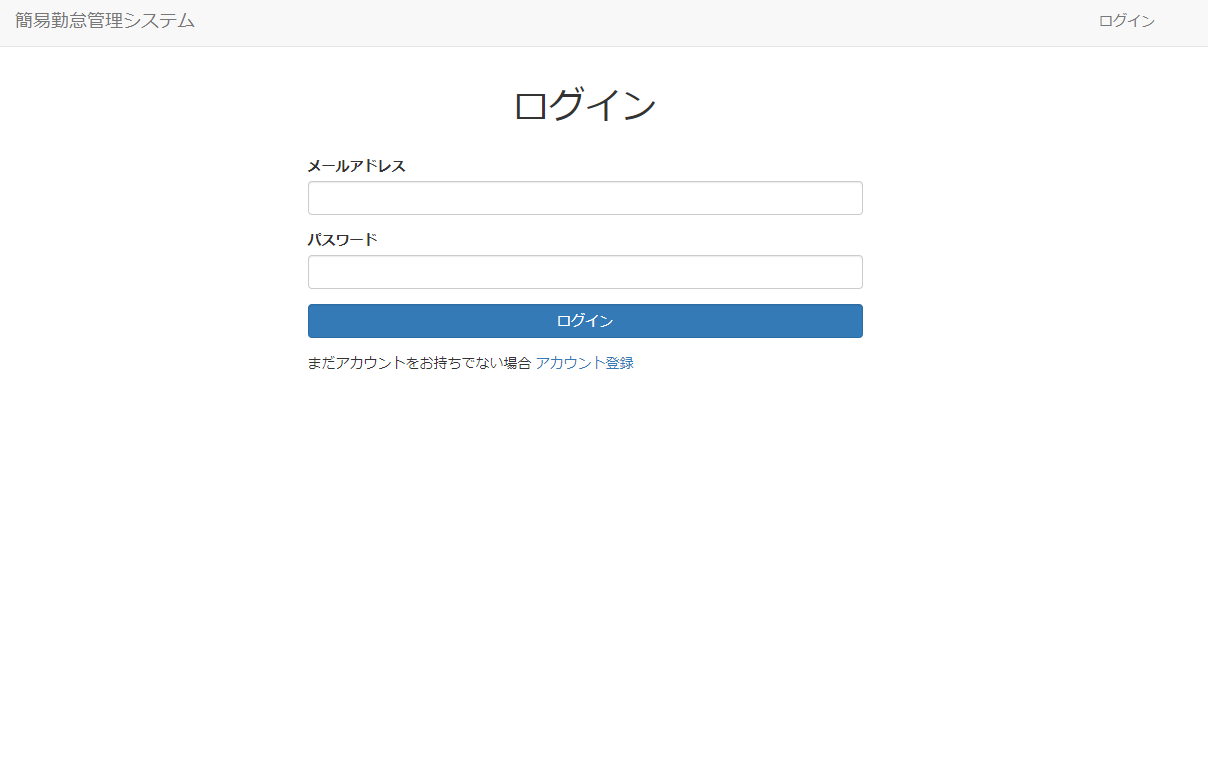 簡易勤怠管理システム
ログイン
ログイン
メールアドレス
パスワード
ログイン
まだアカウントをお持ちでない場合 アカウント登録